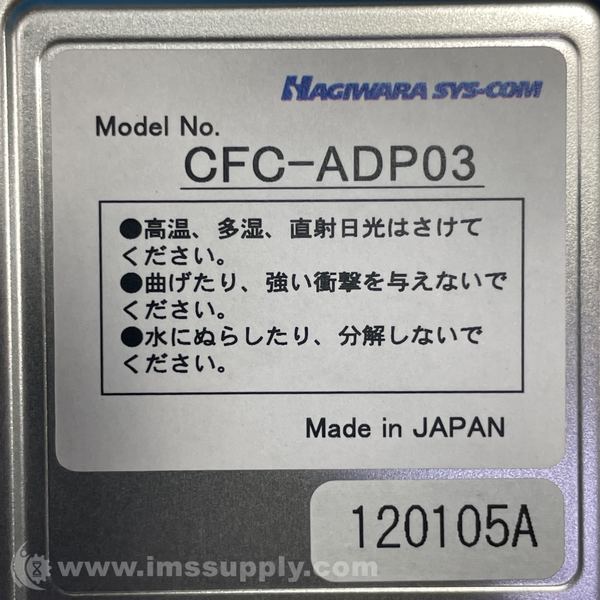 HAGIWARA SYS-COM
Model No.
CFC-ADP03
●高温、多湿、直射日光はさけて
ください。
●曲げたり、強い衝撃を与えないで
ください。
●水にぬらしたり、分解しないで
ください。
Made in JAPAN
120105A
www.imssupply.com